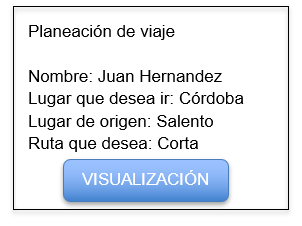 Planeación de viaje
Nombre: Juan Hernandez
Lugar que desea ir: Córdoba
Lugar de origen: Salento
Ruta que desea: Corta
VISUALIZACIÓN